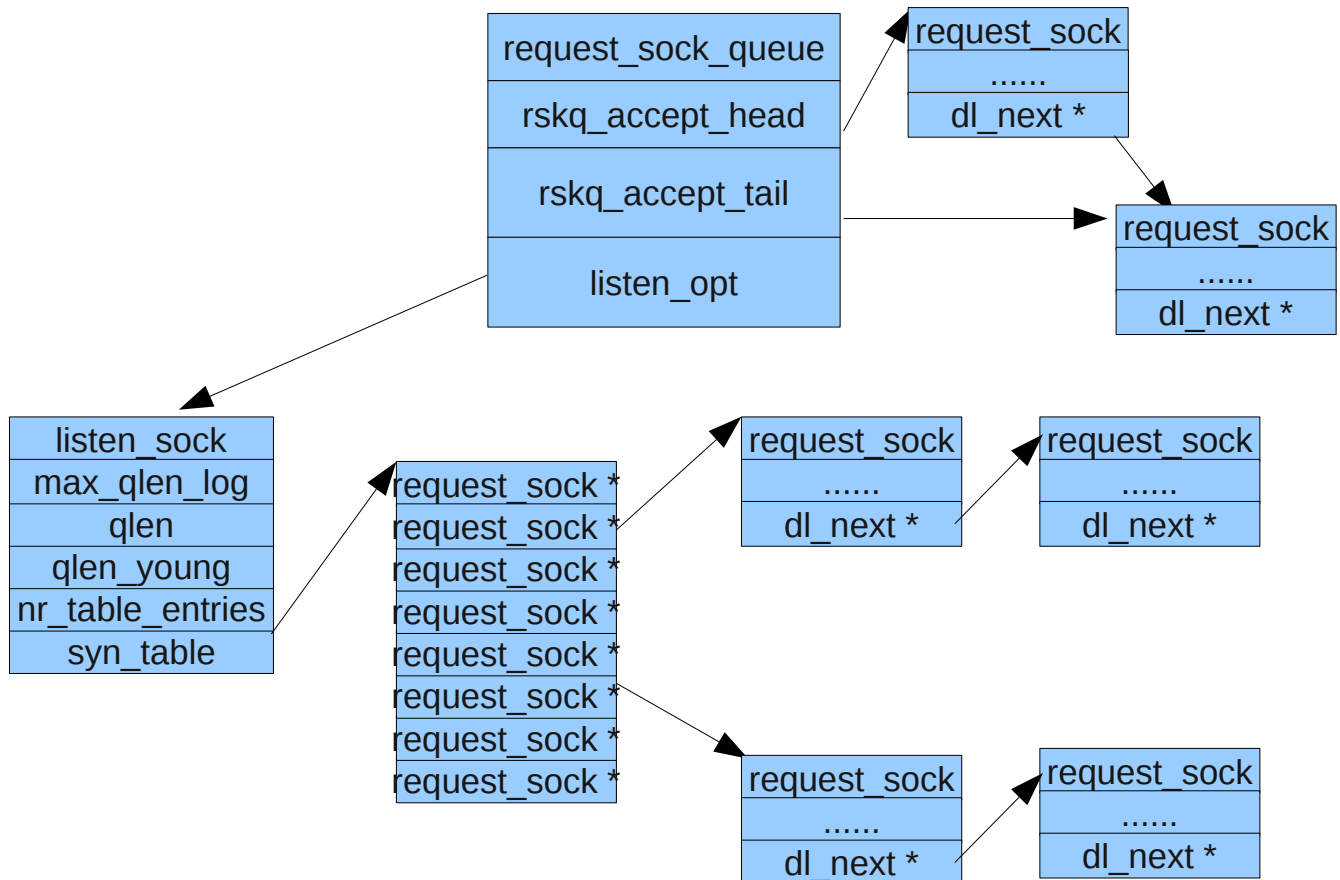 request_sock_queue
rskq_accept_head
rskq_accept_tail
listen_opt
request_sock
......
dl_next *
request_sock
......
dl_next *
listen_sock
max_qlen_log
qlen
qlen_young
nr_table_entries
syn_table
request_sock *
request_sock *
request_sock *
request_sock *
request_sock *
request_sock *
request_sock *
request_sock *
request_sock
......
dl_next *
request_sock
......
dl_next *
request_sock
......
dl_next *
request_sock
......
dl_next *